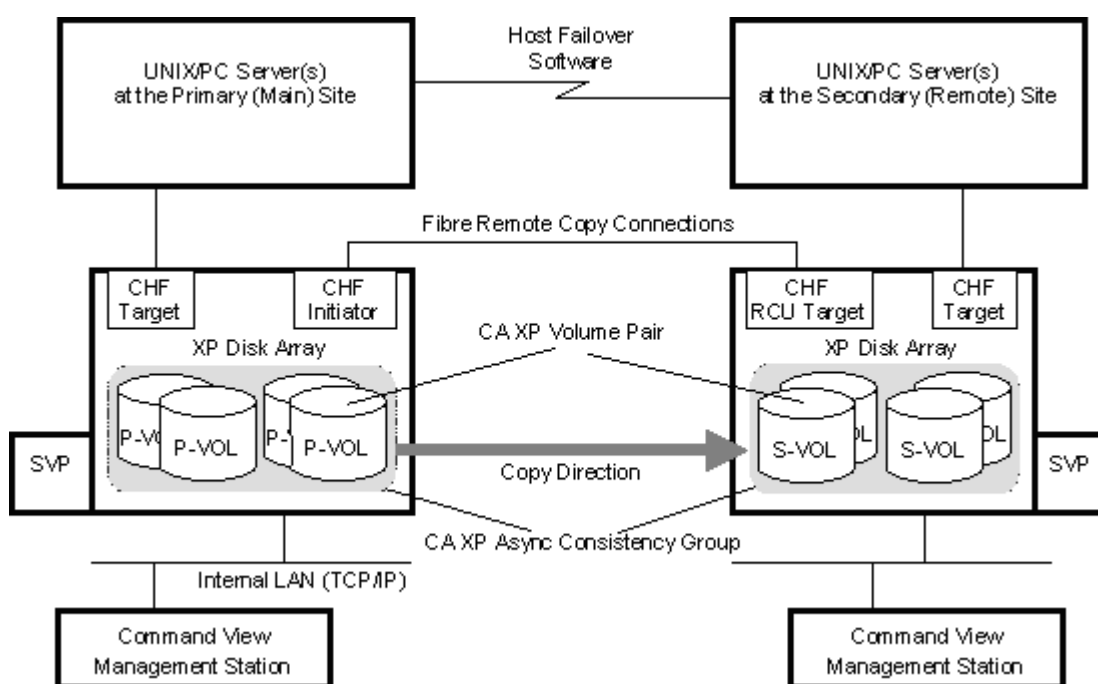 Host Failover
Software
UNIX/PC Server(s)
at the Primary (Main) Site
UNIX/PC Server(s)
at the Secondary (Remote) Site
Fibre Remote Copy Connections
CHF
Target
CHF
Initiator
CHF
RCU Target
CHF
Target
XP Disk Array
CA XP Volume Pair
XP Disk Array
P-VOL
P-VOL
P-VOL
S-VOL
S-VOL
SVP
Copy Direction
SVP
CA XP Async Consistency Group
Internal LAN (TCP/IP)
Command View
Management Station
Command View
Management Station